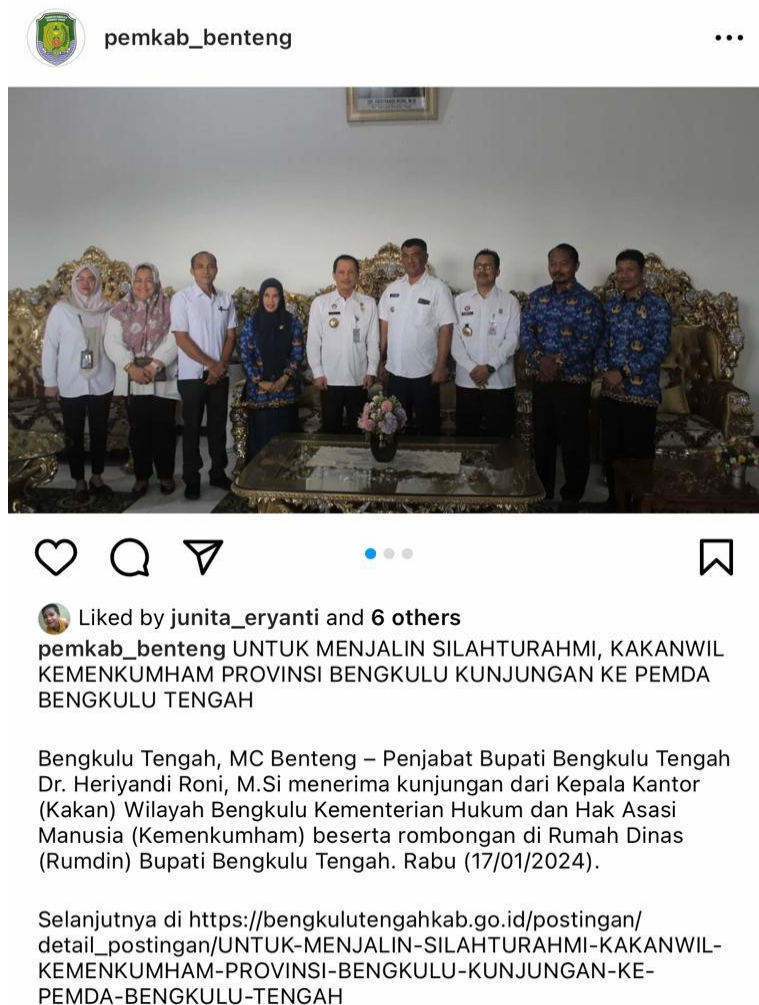 pemkab_benteng
Liked by junita_eryanti and 6 others
pemkab_benteng UNTUK MENJALIN SILAHTURAHMI, KAKANWIL
KEMENKUMHAM PROVINSI BENGKULU KUNJUNGAN KE PEMDA
BENGKULU TENGAH
Bengkulu Tengah, MC Benteng – Penjabat Bupati Bengkulu Tengah
Dr. Heriyandi Roni, M.Si menerima kunjungan dari Kepala Kantor
(Kakan) Wilayah Bengkulu Kementerian Hukum dan Hak Asasi
Manusia (Kemenkumham) beserta rombongan di Rumah Dinas
(Rumdin) Bupati Bengkulu Tengah. Rabu (17/01/2024).
Selanjutnya di https://bengkulutengahkab.go.id/postingan/
detail_postingan/UNTUK-MENJALIN-SILAHTURAHMI-KAKANWIL-
KEMENKUMHAM-PROVINSI-BENGKULU-KUNJUNGAN-KE-
PEMDA-BENGKULU-TENGAH